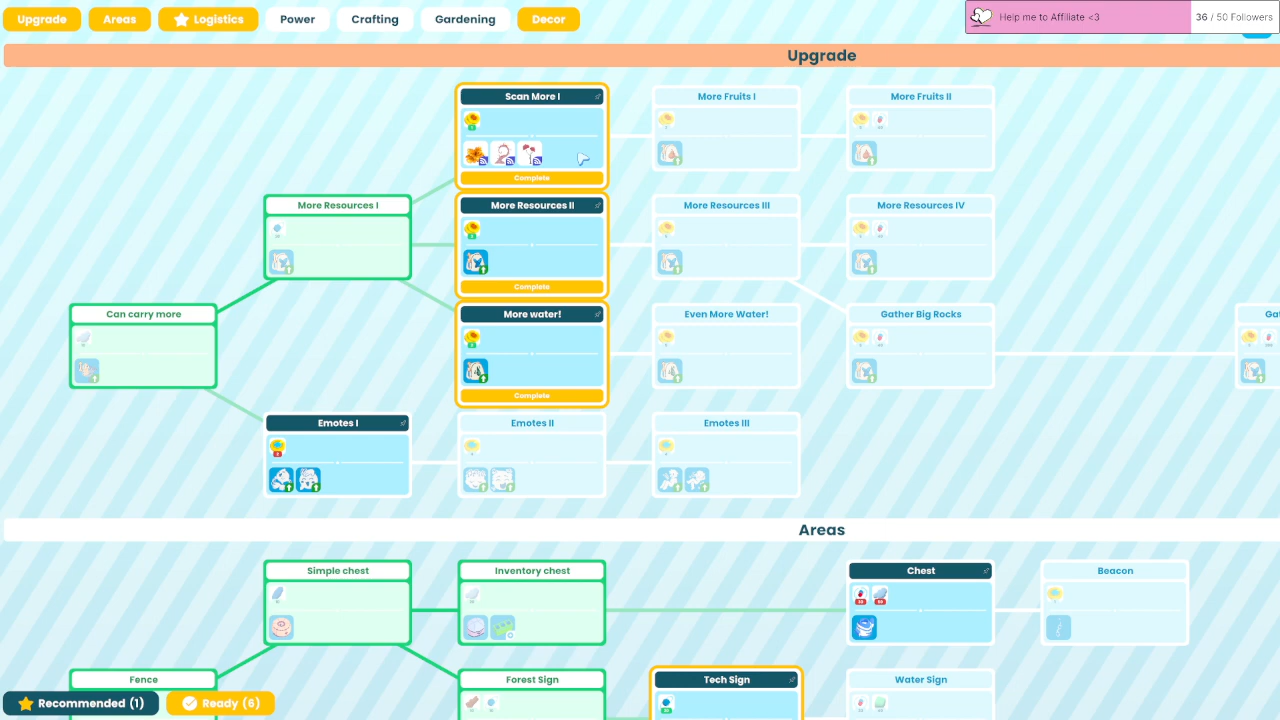 Upgrade
Areas
Logistics
Power
Crafting
Gardening
Decor
Help me to Affiliate <3
36 / 50 Followers
Upgrade
Scan More I
Complete
More Fruits I
More Fruits II
More Resources I
More Resources II
Complete
More Resources III
More Resources IV
Can carry more
More water!
Complete
Even More Water!
Gather Big Rocks
Emotes I
Emotes II
Emotes III
Areas
Simple chest
Inventory chest
Chest
Beacon
Fence
Forest Sign
Tech Sign
Water Sign
Recommended (1)
Ready (6)